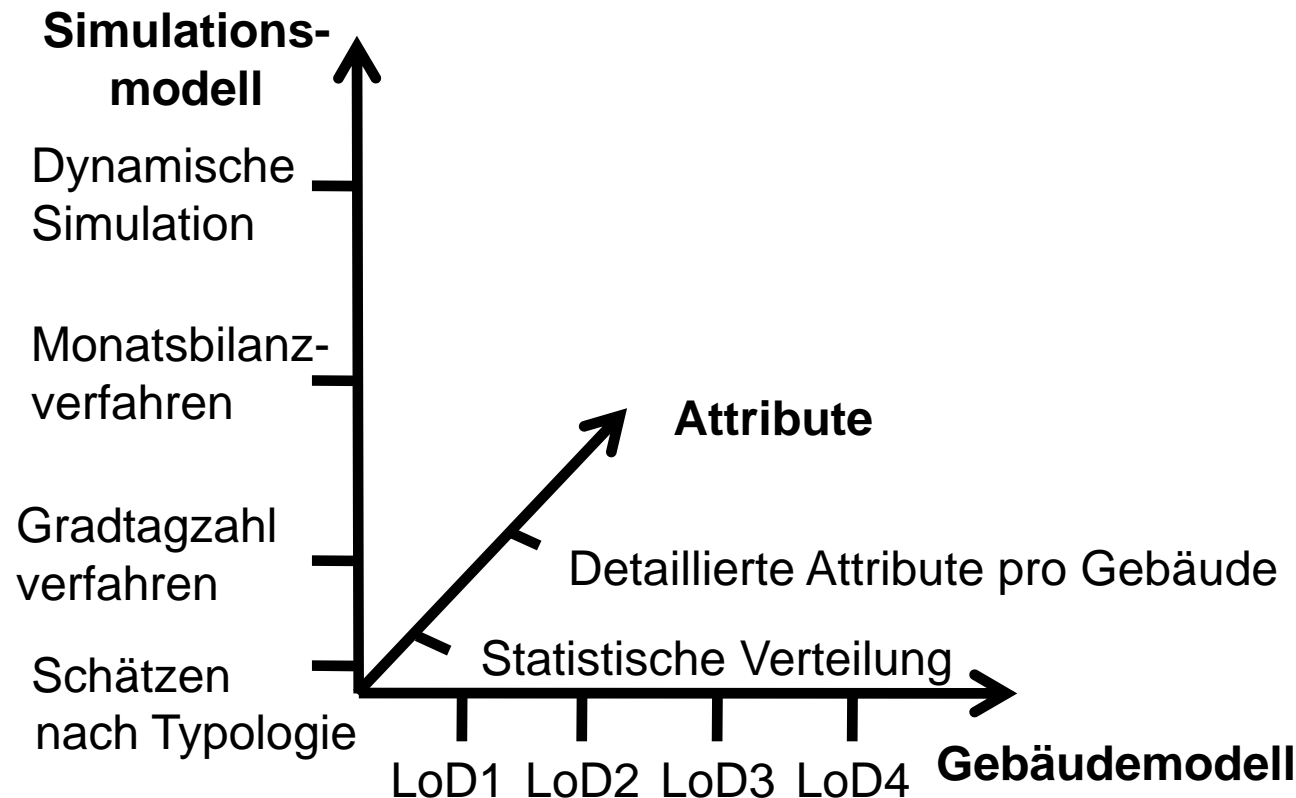 Simulations-
modell
Dynamische
Simulation
Monatsbilanz-
verfahren
Attribute
Gradtagzahl
verfahren
Detaillierte Attribute pro Gebäude
Statistische Verteilung
Schätzen
nach Typologie
LoD1 LoD2 LoD3 LoD4 Gebäudemodell